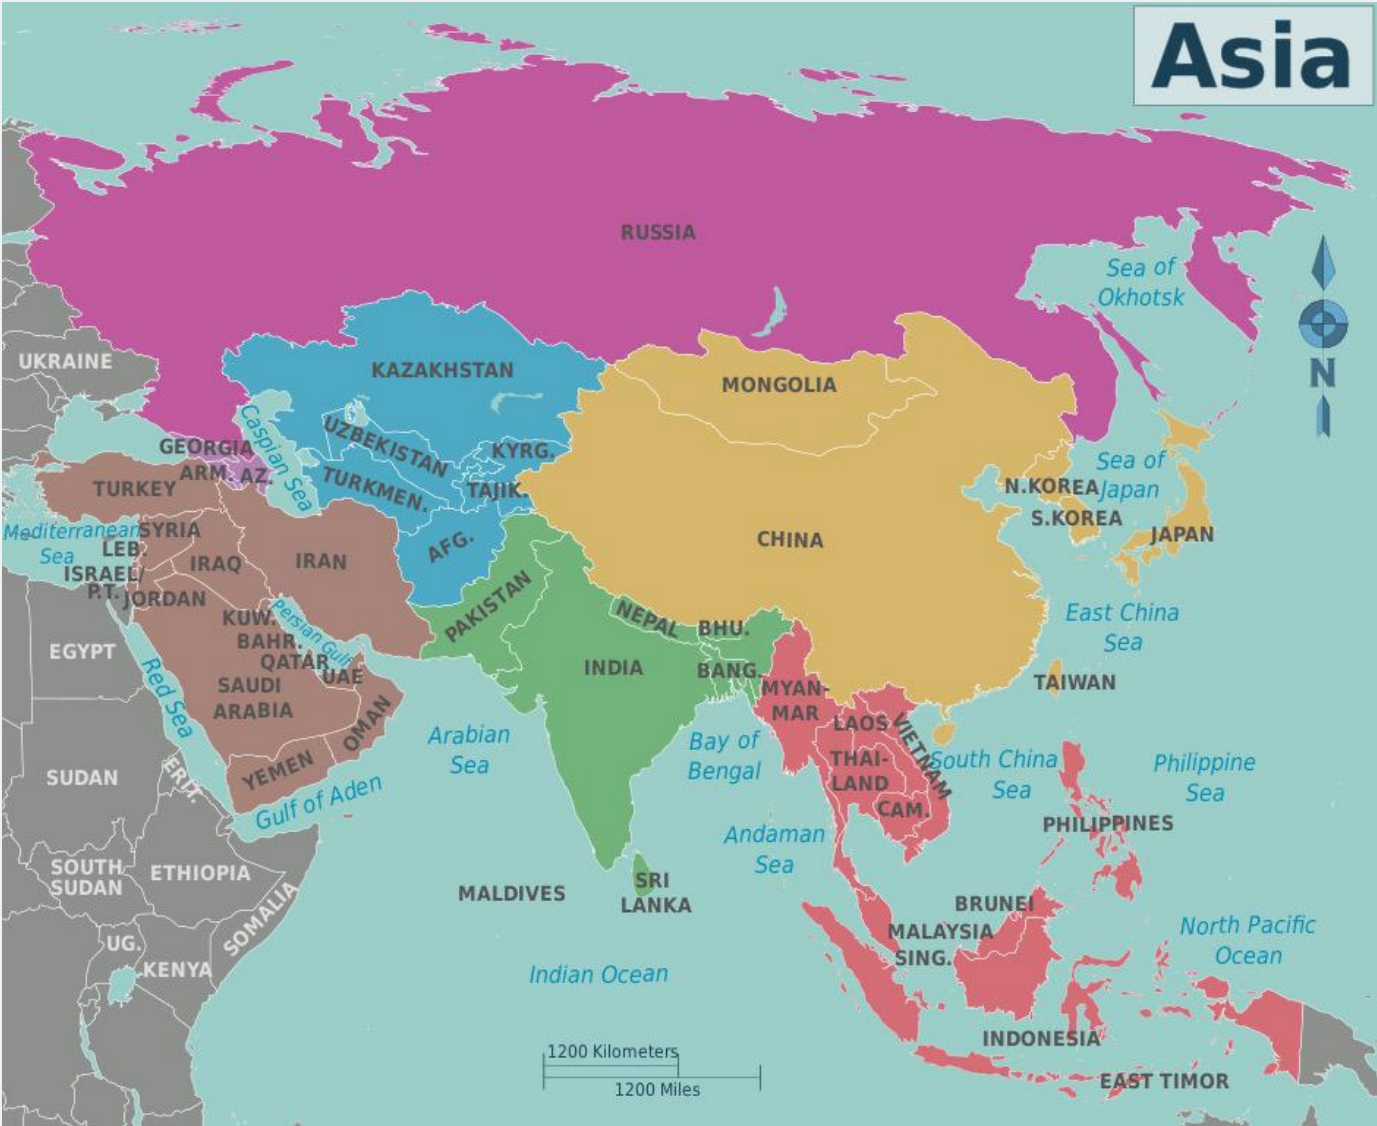 Asia
RUSSIA
Sea of
Okhotsk
UKRAINE
KAZAKHSTAN
MONGOLIA
N
Caspian Sea
UZBEKISTAN
GEORGIA
KYRG.
ARM.
AZ.
Sea of
Japan
TURKEY
TURKMEN.
TAJIK.
N.KOREA
S.KOREA
JAPAN
Mediterranean
Sea
SYRIA
LEB.
IRAQ
IRAN
AFG.
CHINA
ISRAEL/
P.T.
JORDAN
PAKISTAN
KUW.
Persian Gulf
BAHR.
QATAR
UAE
NEPAL
BHU.
East China
Sea
EGYPT
Red Sea
SAUDI
ARABIA
OMAN
INDIA
BANG.
MYAN-
MAR
TAIWAN
LAOS
VIETNAM
Arabian
Sea
Bay of
Bengal
THAI-
LAND
South China
Sea
Philippine
Sea
SUDAN
ERIT.
YEMEN
Gulf of Aden
CAM.
PHILIPPINES
Andaman
Sea
SOUTH
SUDAN
ETHIOPIA
SOMALIA
MALDIVES
SRI
LANKA
BRUNEI
MALAYSIA
SING.
North Pacific
Ocean
UG.
KENYA
Indian Ocean
INDONESIA
1200 Kilometers
1200 Miles
EAST TIMOR